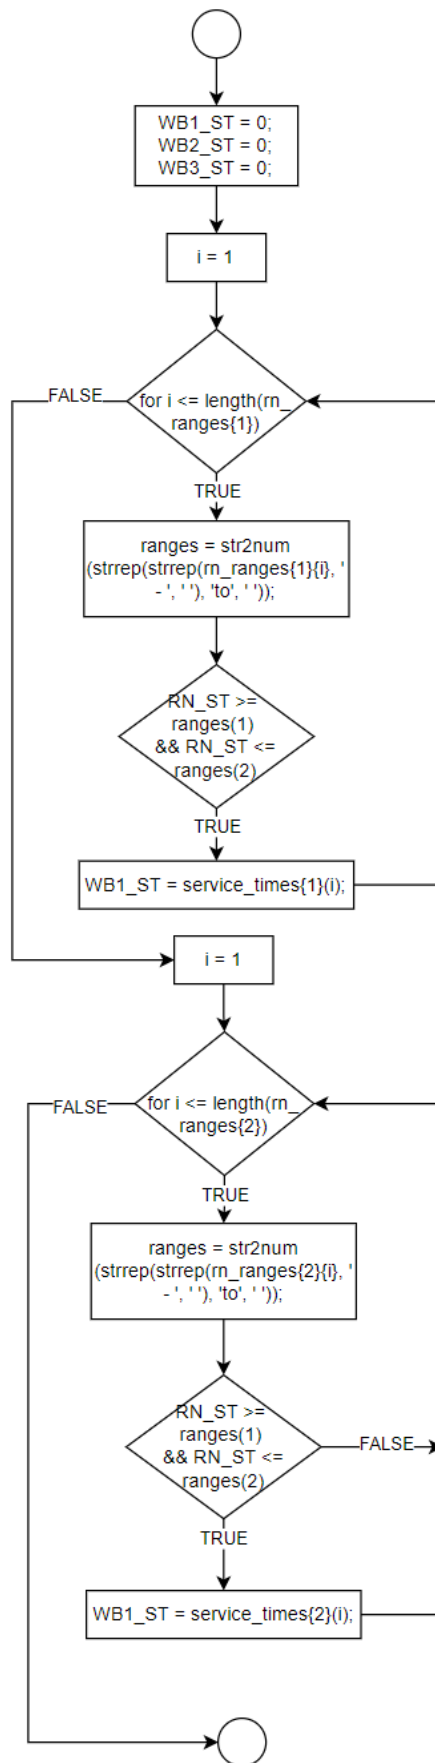 WB1_ST = 0;
WB2_ST = 0;
WB3_ST = 0;
i = 1
FALSE
for i <= length(rn_
ranges{1})
TRUE
ranges = str2num
(strrep(strrep(rn_ranges{1}{i}, '
- ', ' '), 'to', ' '));
RN_ST >=
ranges(1)
&& RN_ST <=
ranges(2)
TRUE
WB1_ST = service_times{1}(i);
i = 1
FALSE
for i <= length(rn_
ranges{2})
TRUE
ranges = str2num
(strrep(strrep(rn_ranges{2}{i}, '
- ', ' '), 'to', ' '));
RN_ST >=
ranges(1)
&& RN_ST <=
ranges(2)
FALSE
TRUE
WB1_ST = service_times{2}(i);